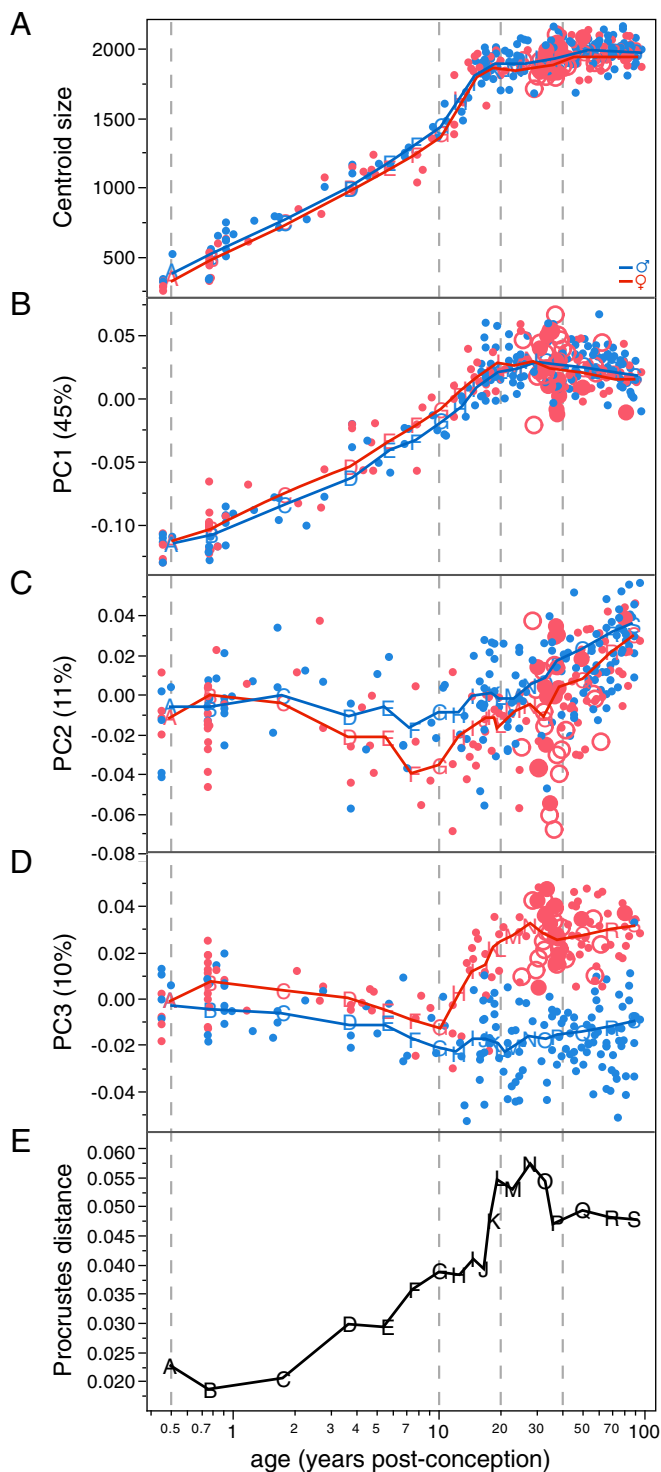 A
Centroid size
2000
1500
1000
500
♂
♀
B
PC1 (45%)
0.05
0.00
-0.05
-0.10
C
PC2 (11%)
0.04
0.02
0.00
-0.02
-0.04
-0.06
-0.08
D
PC3 (10%)
0.04
0.02
0.00
-0.02
-0.04
E
Procrustes distance
0.060
0.055
0.050
0.045
0.040
0.035
0.030
0.025
0.020
A B C D E F G H I J K L M N O P Q R S
0.5 0.7 1 2 3 4 5 7 10 20 30 50 70 100
age (years post-conception)